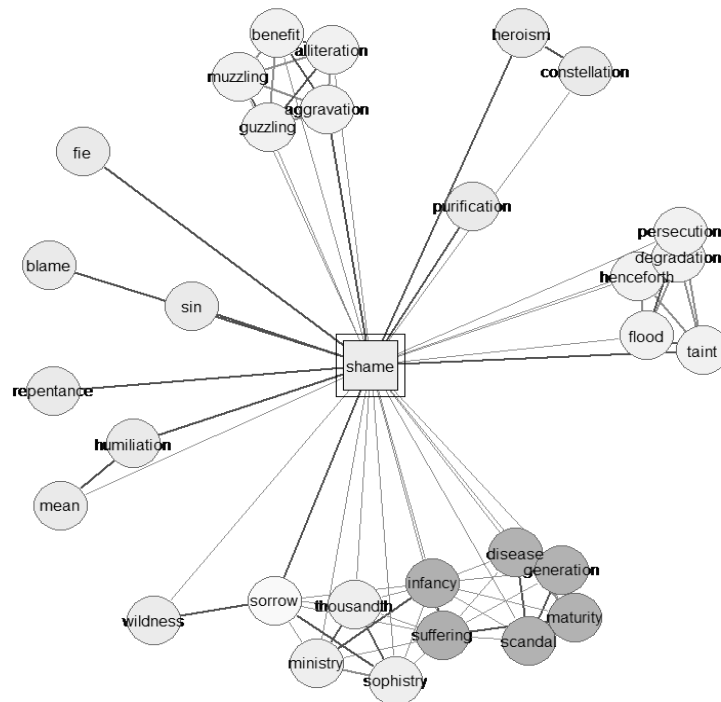 benefit
heroism
alliteration
constellation
muzzling
aggravation
guzzling
fie
purification
persecution
degradation
blame
henceforth
sin
flood
taint
shame
repentance
humiliation
mean
disease
generation
infancy
sorrow
thousandth
maturity
wildness
suffering
scandal
ministry
sophistry